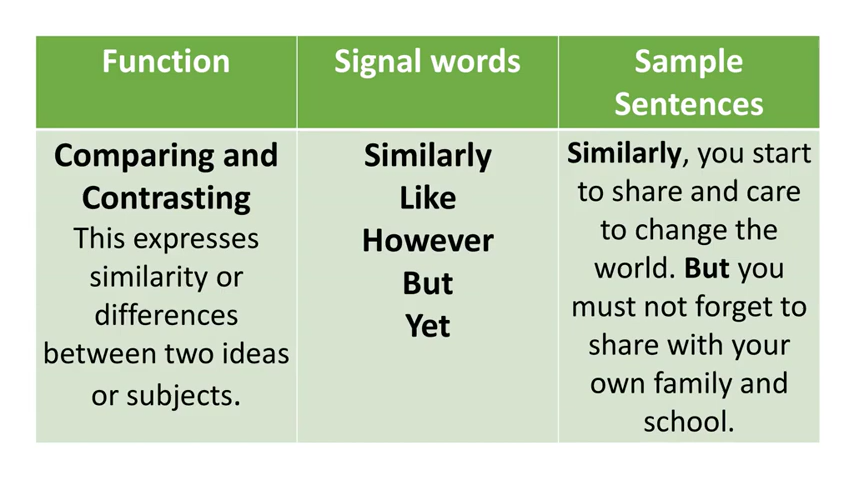 Function
Signal words
Sample
Sentences
Comparing and
Contrasting
This expresses
similarity or
differences
between two ideas
or subjects.
Similarly
Like
However
But
Yet
Similarly, you start
to share and care
to change the
world. But you
must not forget to
share with your
own family and
school.